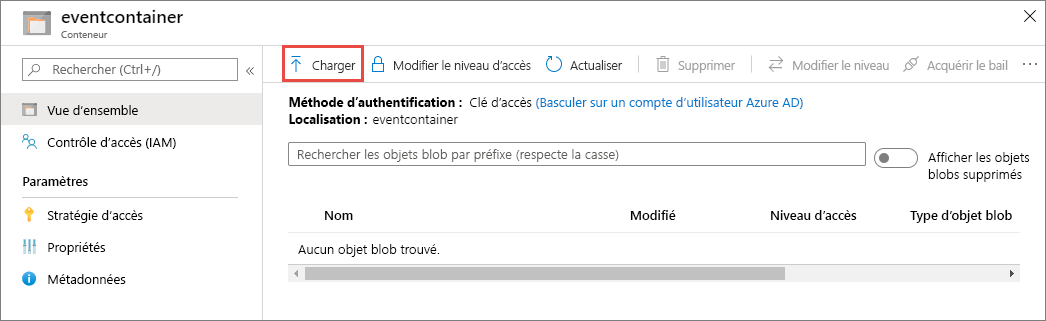 eventcontainer
Conteneur
Rechercher (Ctrl+/)
«
Vue d’ensemble
Contrôle d’accès (IAM)
Paramètres
Stratégie d’accès
Propriétés
Métadonnées
Charger
Modifier le niveau d’accès
Actualiser
Supprimer
Modifier le niveau
Acquérir le bail
...
Méthode d’authentification : Clé d’accès (Basculer sur un compte d’utilisateur Azure AD)
Localisation : eventcontainer
Rechercher les objets blob par préfixe (respecte la casse)
Afficher les objets
blobs supprimés
Nom
Modifié
Niveau d’accès
Type d’objet blob
Aucun objet blob trouvé.